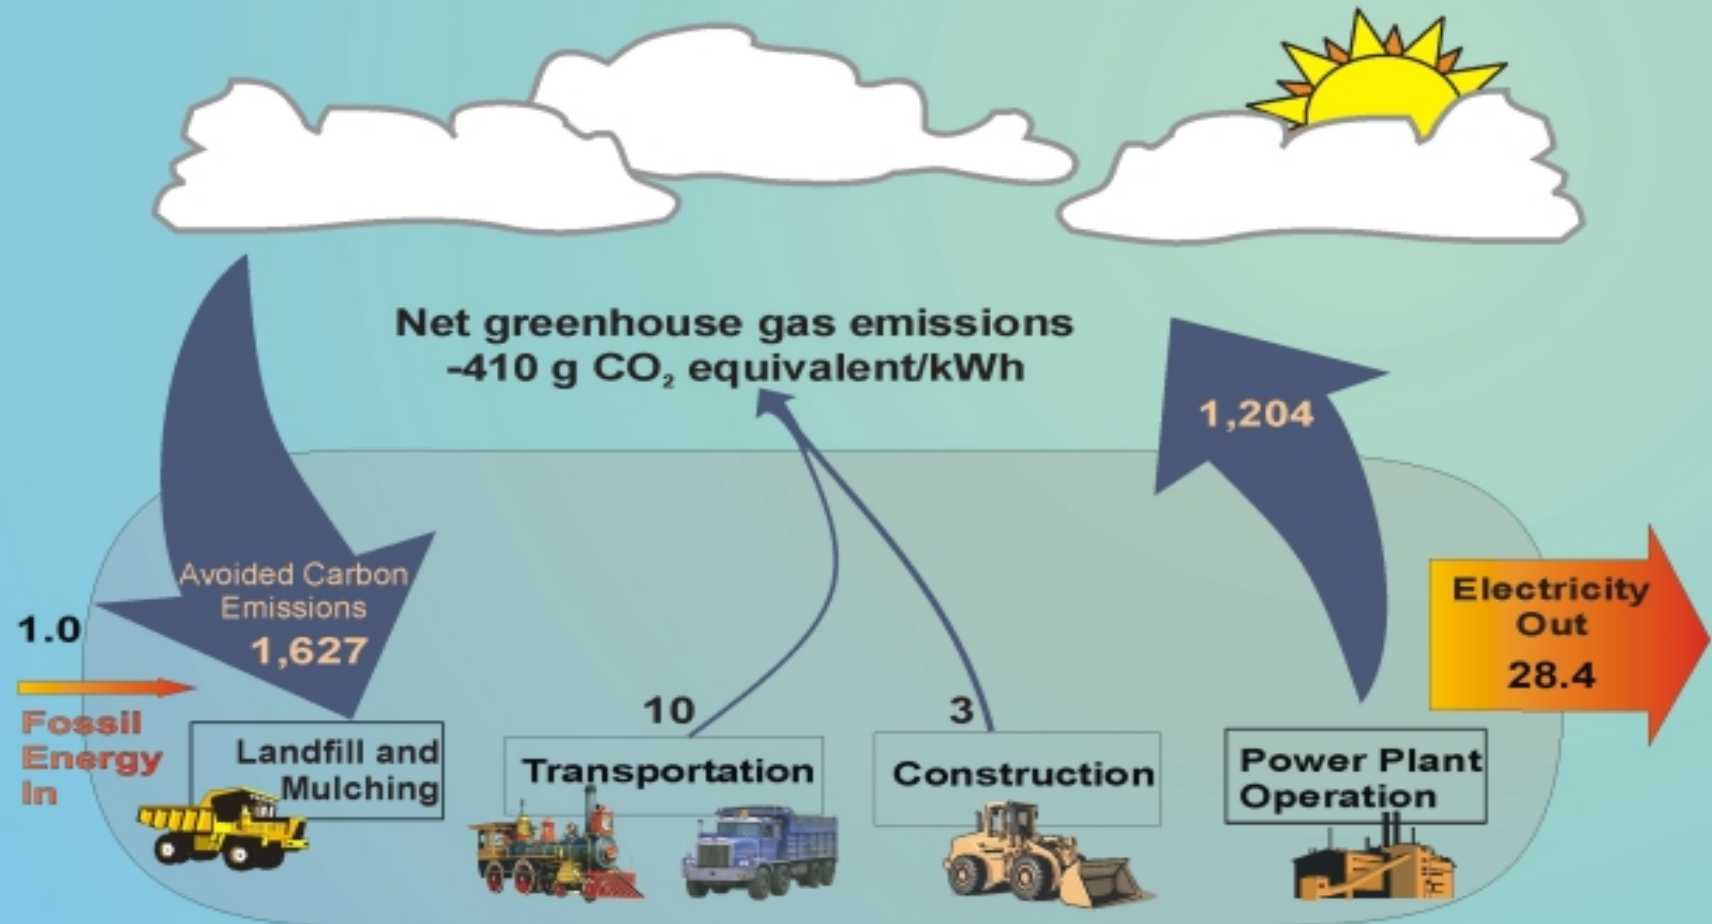 Net greenhouse gas emissions
-410 g CO₂ equivalent/kWh
1,204
Avoided Carbon
Emissions
1,627
1.0
Fossil
Energy
In
Electricity
Out
28.4
10
3
Landfill and
Mulching
Transportation
Construction
Power Plant
Operation